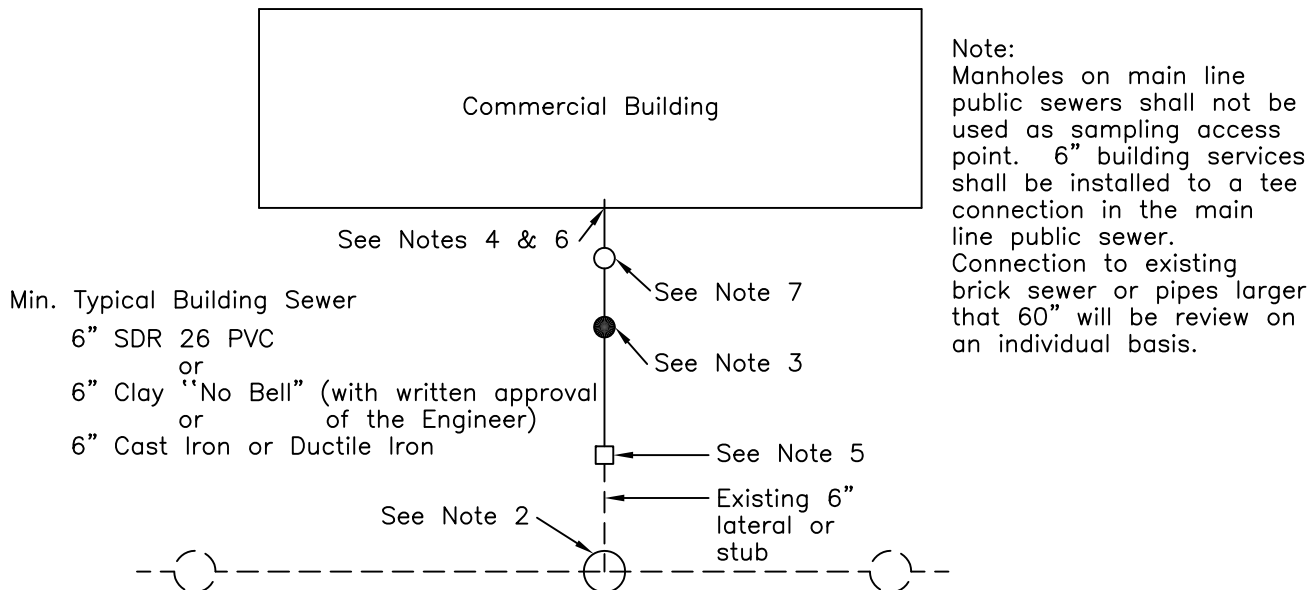 Commercial Building
Note:
Manholes on main line
public sewers shall not be
used as sampling access
point. 6" building services
shall be installed to a tee
connection in the main
line public sewer.
Connection to existing
brick sewer or pipes larger
that 60" will be review on
an individual basis.
See Notes 4 & 6
See Note 7
Min. Typical Building Sewer
6" SDR 26 PVC
or
6" Clay "No Bell" (with written approval
or of the Engineer)
6" Cast Iron or Ductile Iron
See Note 3
See Note 5
Existing 6"
lateral or
stub
See Note 2